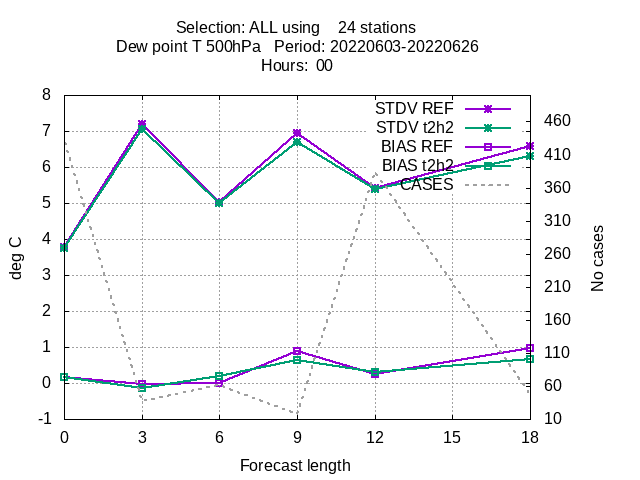 Selection: ALL using    24 stations
Dew point T 500hPa   Period: 20220603-20220626
Hours:  00
8
7
6
5
4
3
2
1
0
-1
deg C
STDV REF
STDV t2h2
BIAS REF
BIAS t2h2
CASES
460
410
360
310
260
210
160
110
60
10
No cases
0 3 6 9 12 15 18
Forecast length